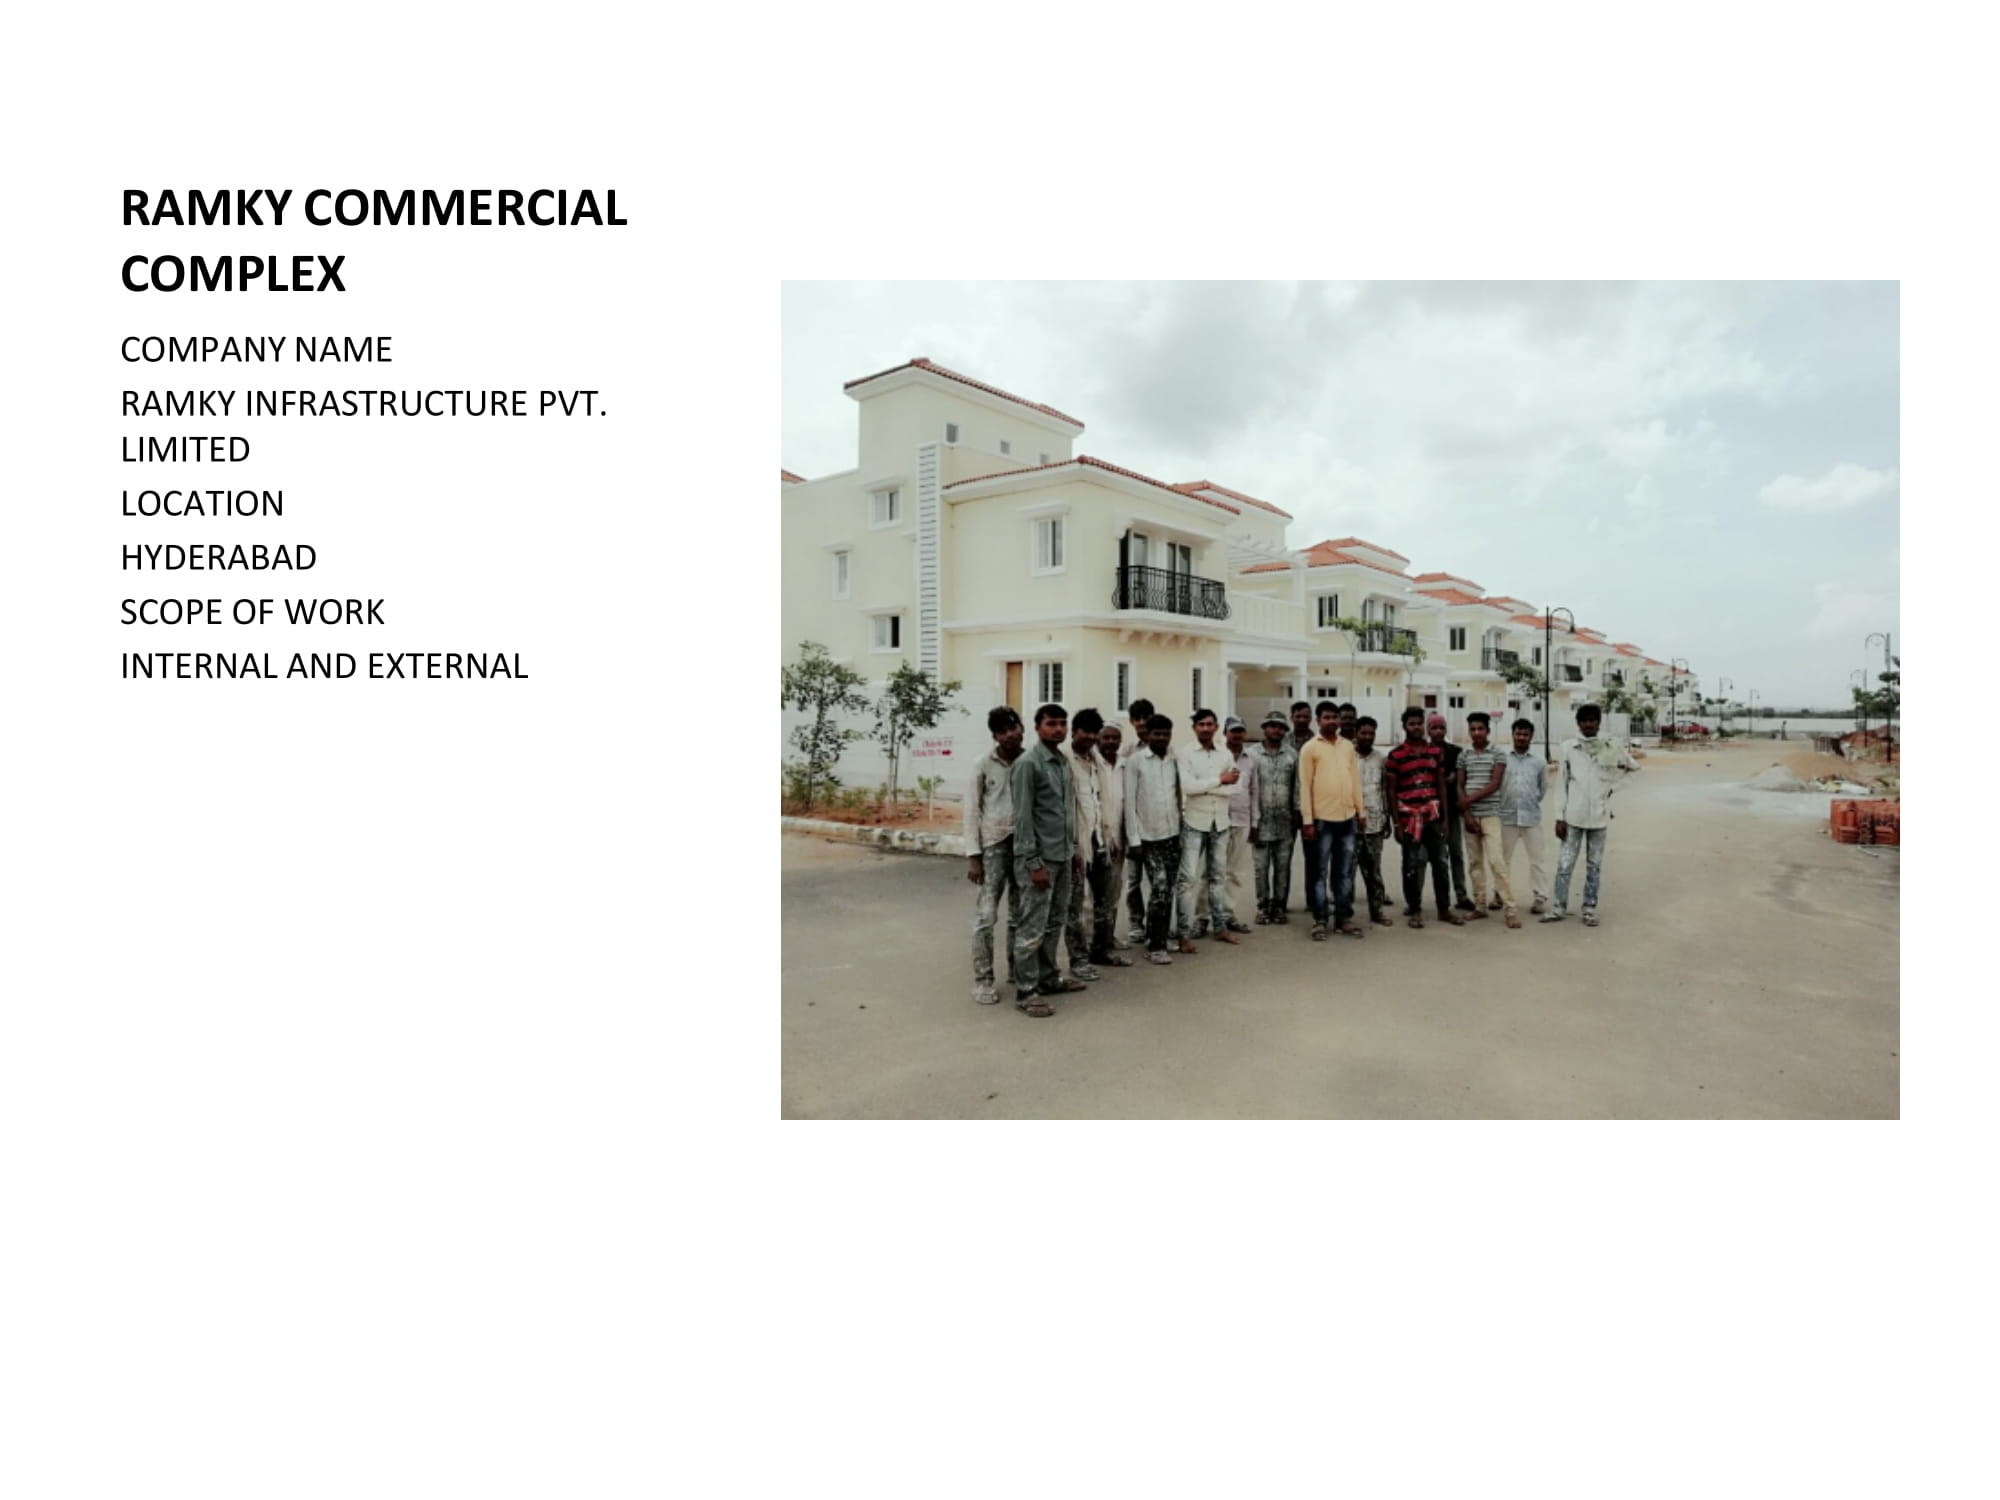 RAMKY COMMERCIAL
COMPLEX
COMPANY NAME
RAMKY INFRASTRUCTURE PVT.
LIMITED
LOCATION
HYDERABAD
SCOPE OF WORK
INTERNAL AND EXTERNAL